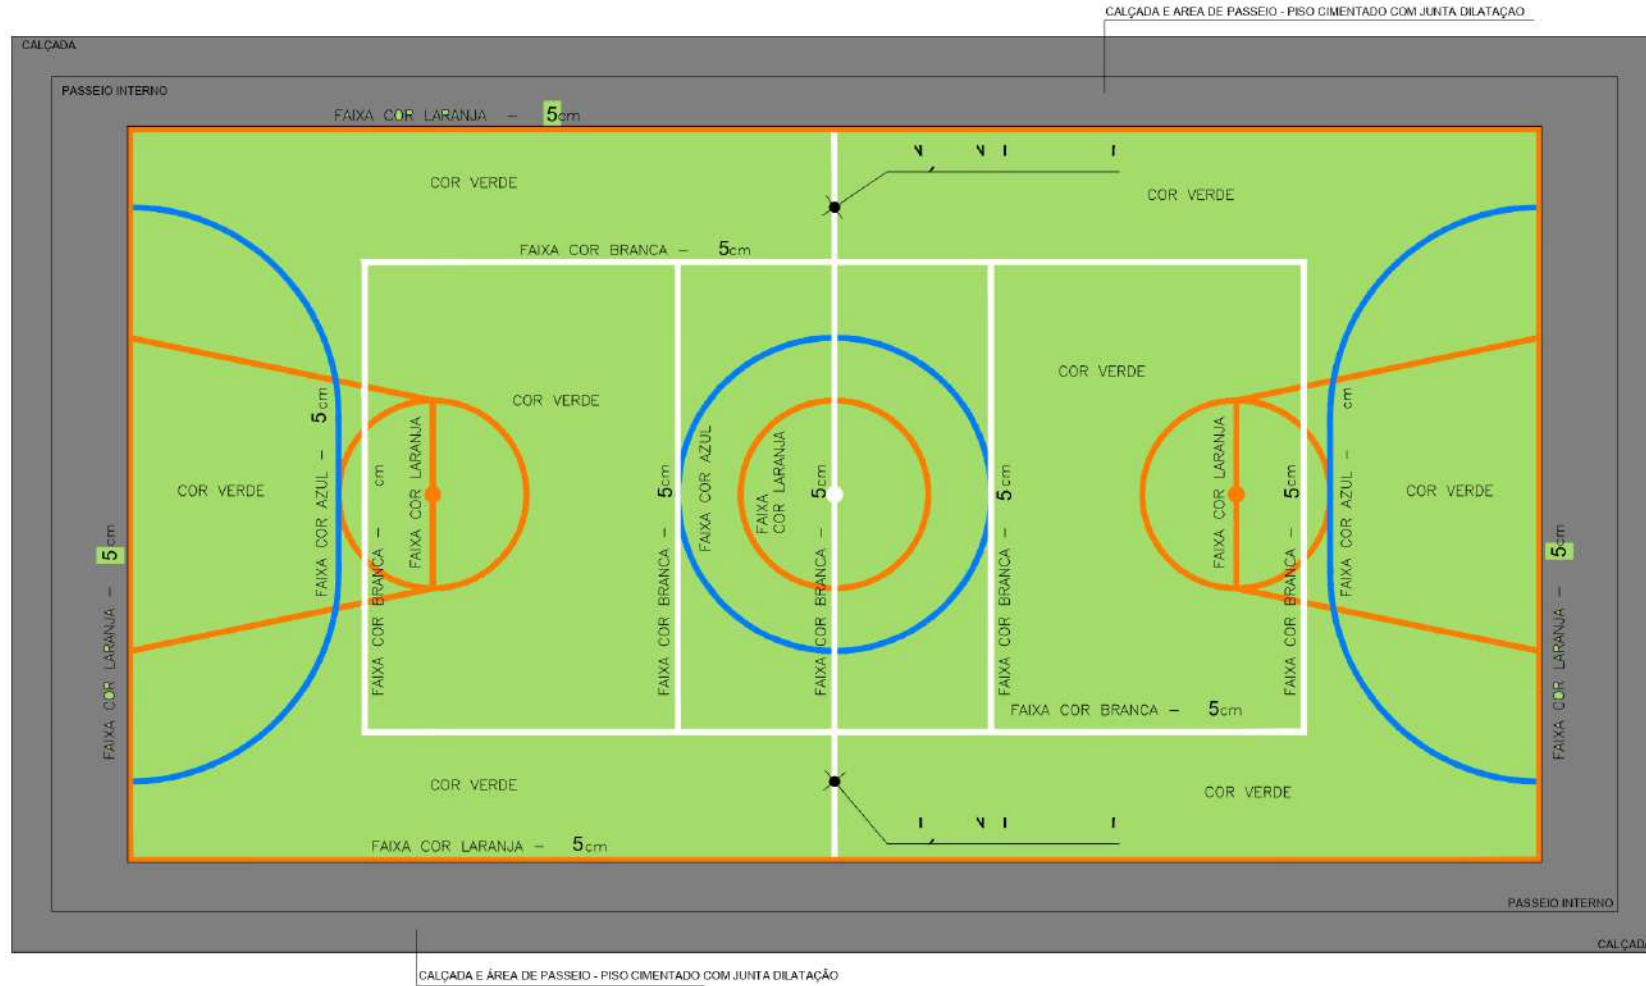 CALÇADA E AREA DE PASSEIO - PISO CIMENTADO COM JUNTA DILATAÇAO
CALÇADA
PASSEIO INTERNO
FAIXA COR LARANJA - 5cm
COR VERDE
COR VERDE
FAIXA COR BRANCA - 5cm
COR VERDE
COR VERDE
COR VERDE
COR VERDE
FAIXA COR LARANJA - 5cm
FAIXA COR AZUL - 5cm
FAIXA COR BRANCA - cm
FAIXA COR LARANJA
FAIXA COR BRANCA - 5cm
FAIXA COR AZUL
FAIXA
COR LARANJA
FAIXA COR BRANCA - 5cm
FAIXA COR BRANCA - 5cm
FAIXA COR LARANJA
FAIXA COR BRANCA - 5cm
FAIXA COR AZUL - cm
FAIXA COR LARANJA - 5cm
FAIXA COR BRANCA - 5cm
COR VERDE
COR VERDE
FAIXA COR LARANJA - 5cm
PASSEIO INTERNO
CALÇADA
CALÇADA E ÁREA DE PASSEIO - PISO CIMENTADO COM JUNTA DILATAÇÃO